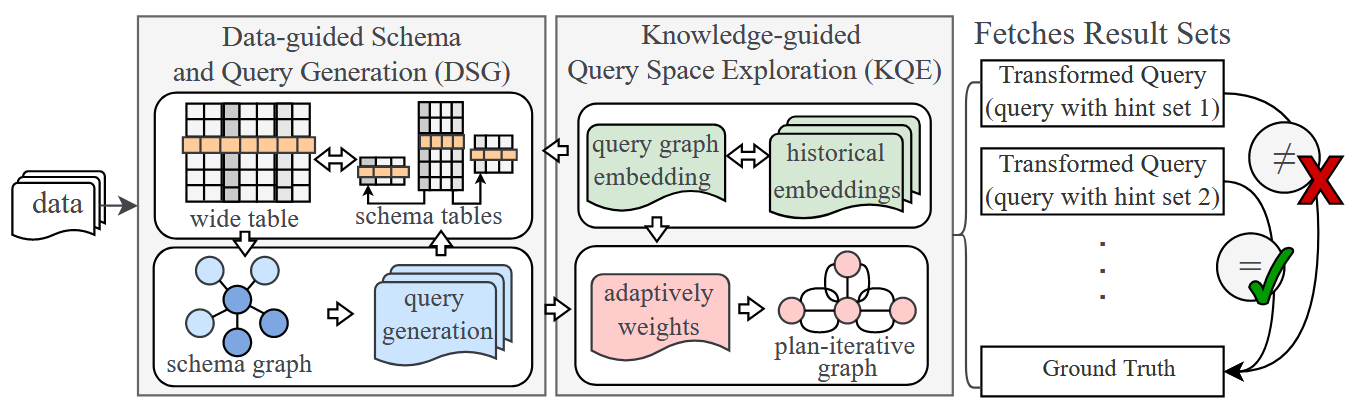 data
Data-guided Schema
and Query Generation (DSG)
wide table
schema tables
schema graph
query
generation
Knowledge-guided
Query Space Exploration (KQE)
query graph
embedding
historical
embeddings
adaptively
weights
plan-iterative
graph
Fetches Result Sets
Transformed Query
(query with hint set 1)
≠
X
Transformed Query
(query with hint set 2)
=
.
.
.
Ground Truth